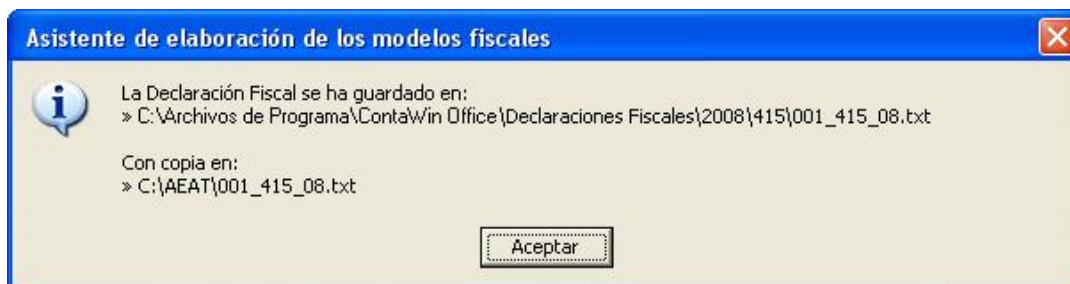 Asistente de elaboración de los modelos fiscales
La Declaración Fiscal se ha guardado en:
» C:\Archivos de Programa\ContaWin Office\Declaraciones Fiscales\2008\415\001_415_08.txt
Con copia en:
» C:\AEAT\001_415_08.txt
Aceptar